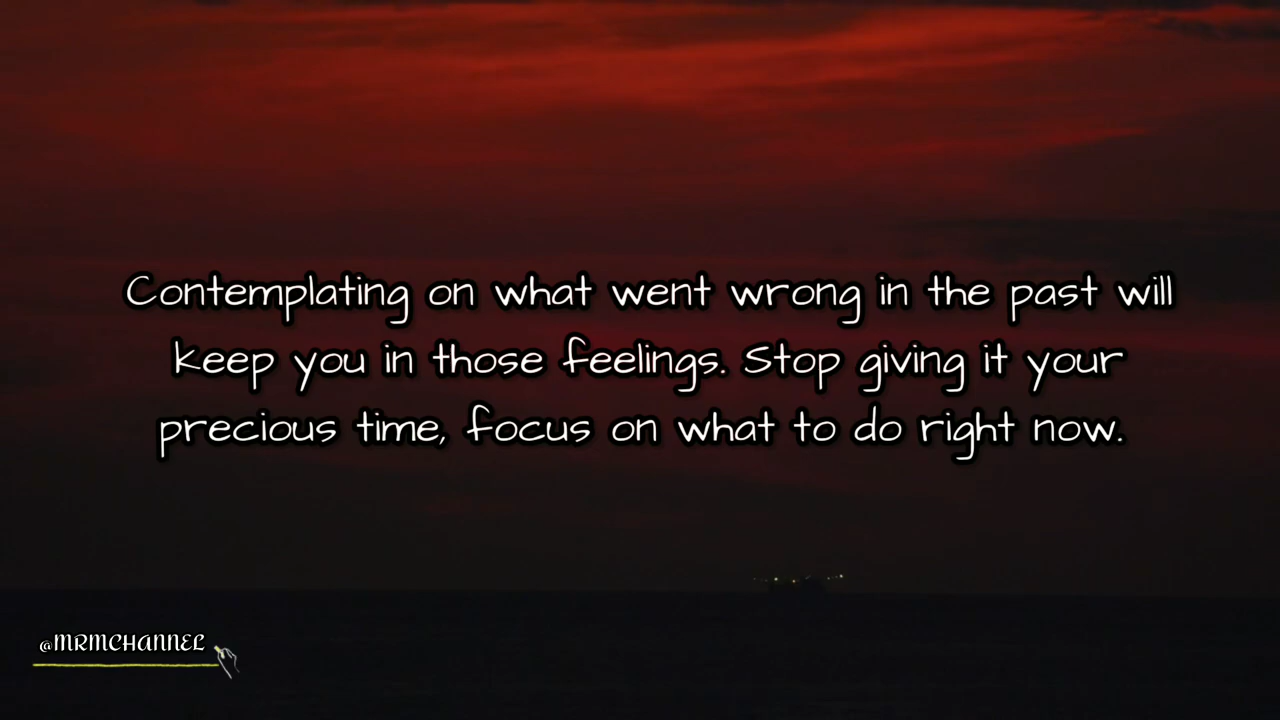 Contemplating on what went wrong in the past will
keep you in those feelings. Stop giving it your
precious time, focus on what to do right now.
@MRMCHANNEL